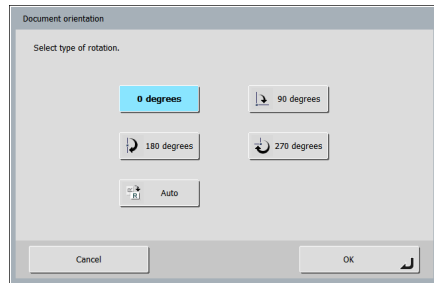 Document orientation
Select type of rotation.
0 degrees
90 degrees
180 degrees
270 degrees
R
Auto
Cancel
OK